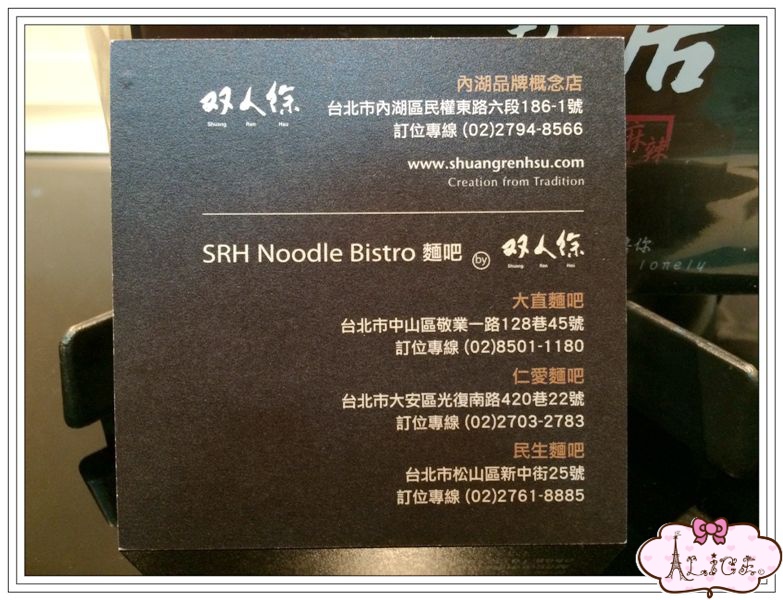 双人徐
Shuang Ren Hsu
內湖品牌概念店
台北市內湖區民權東路六段186-1號
訂位專線 (02)2794-8566
www.shuangrenhsu.com
Creation from Tradition
SRH Noodle Bistro 麵吧 by 双人徐
Shuang Ren Hsu
大直麵吧
台北市中山區敬業一路128巷45號
訂位專線 (02)8501-1180
仁愛麵吧
台北市大安區光復南路420巷22號
訂位專線 (02)2703-2783
民生麵吧
台北市松山區新中街25號
訂位專線 (02)2761-8885
居
麻辣
你
lonely
ALICE